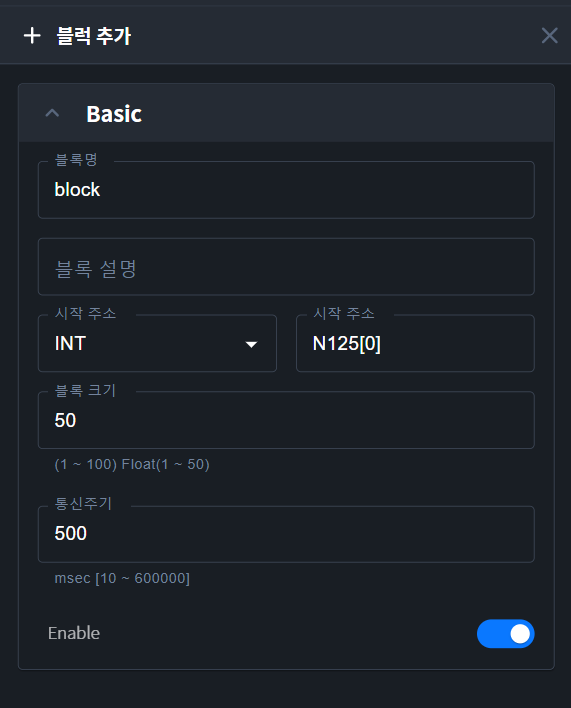 블럭 추가
Basic
블록명
block
블록 설명
시작 주소
INT
시작 주소
N125[0]
블록 크기
50
(1 ~ 100) Float(1 ~ 50)
통신주기
500
msec [10 ~ 600000]
Enable